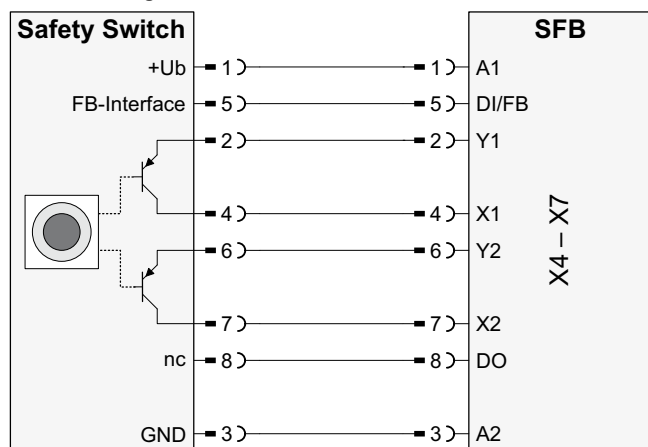 Safety Switch SFB
+Ub 1 1 A1
FB-Interface 5 5 DI/FB
2 2 Y1
4 4 X1
6 6 Y2
7 7 X2
nc 8 8 DO
GND 3 3 A2
X4 – X7